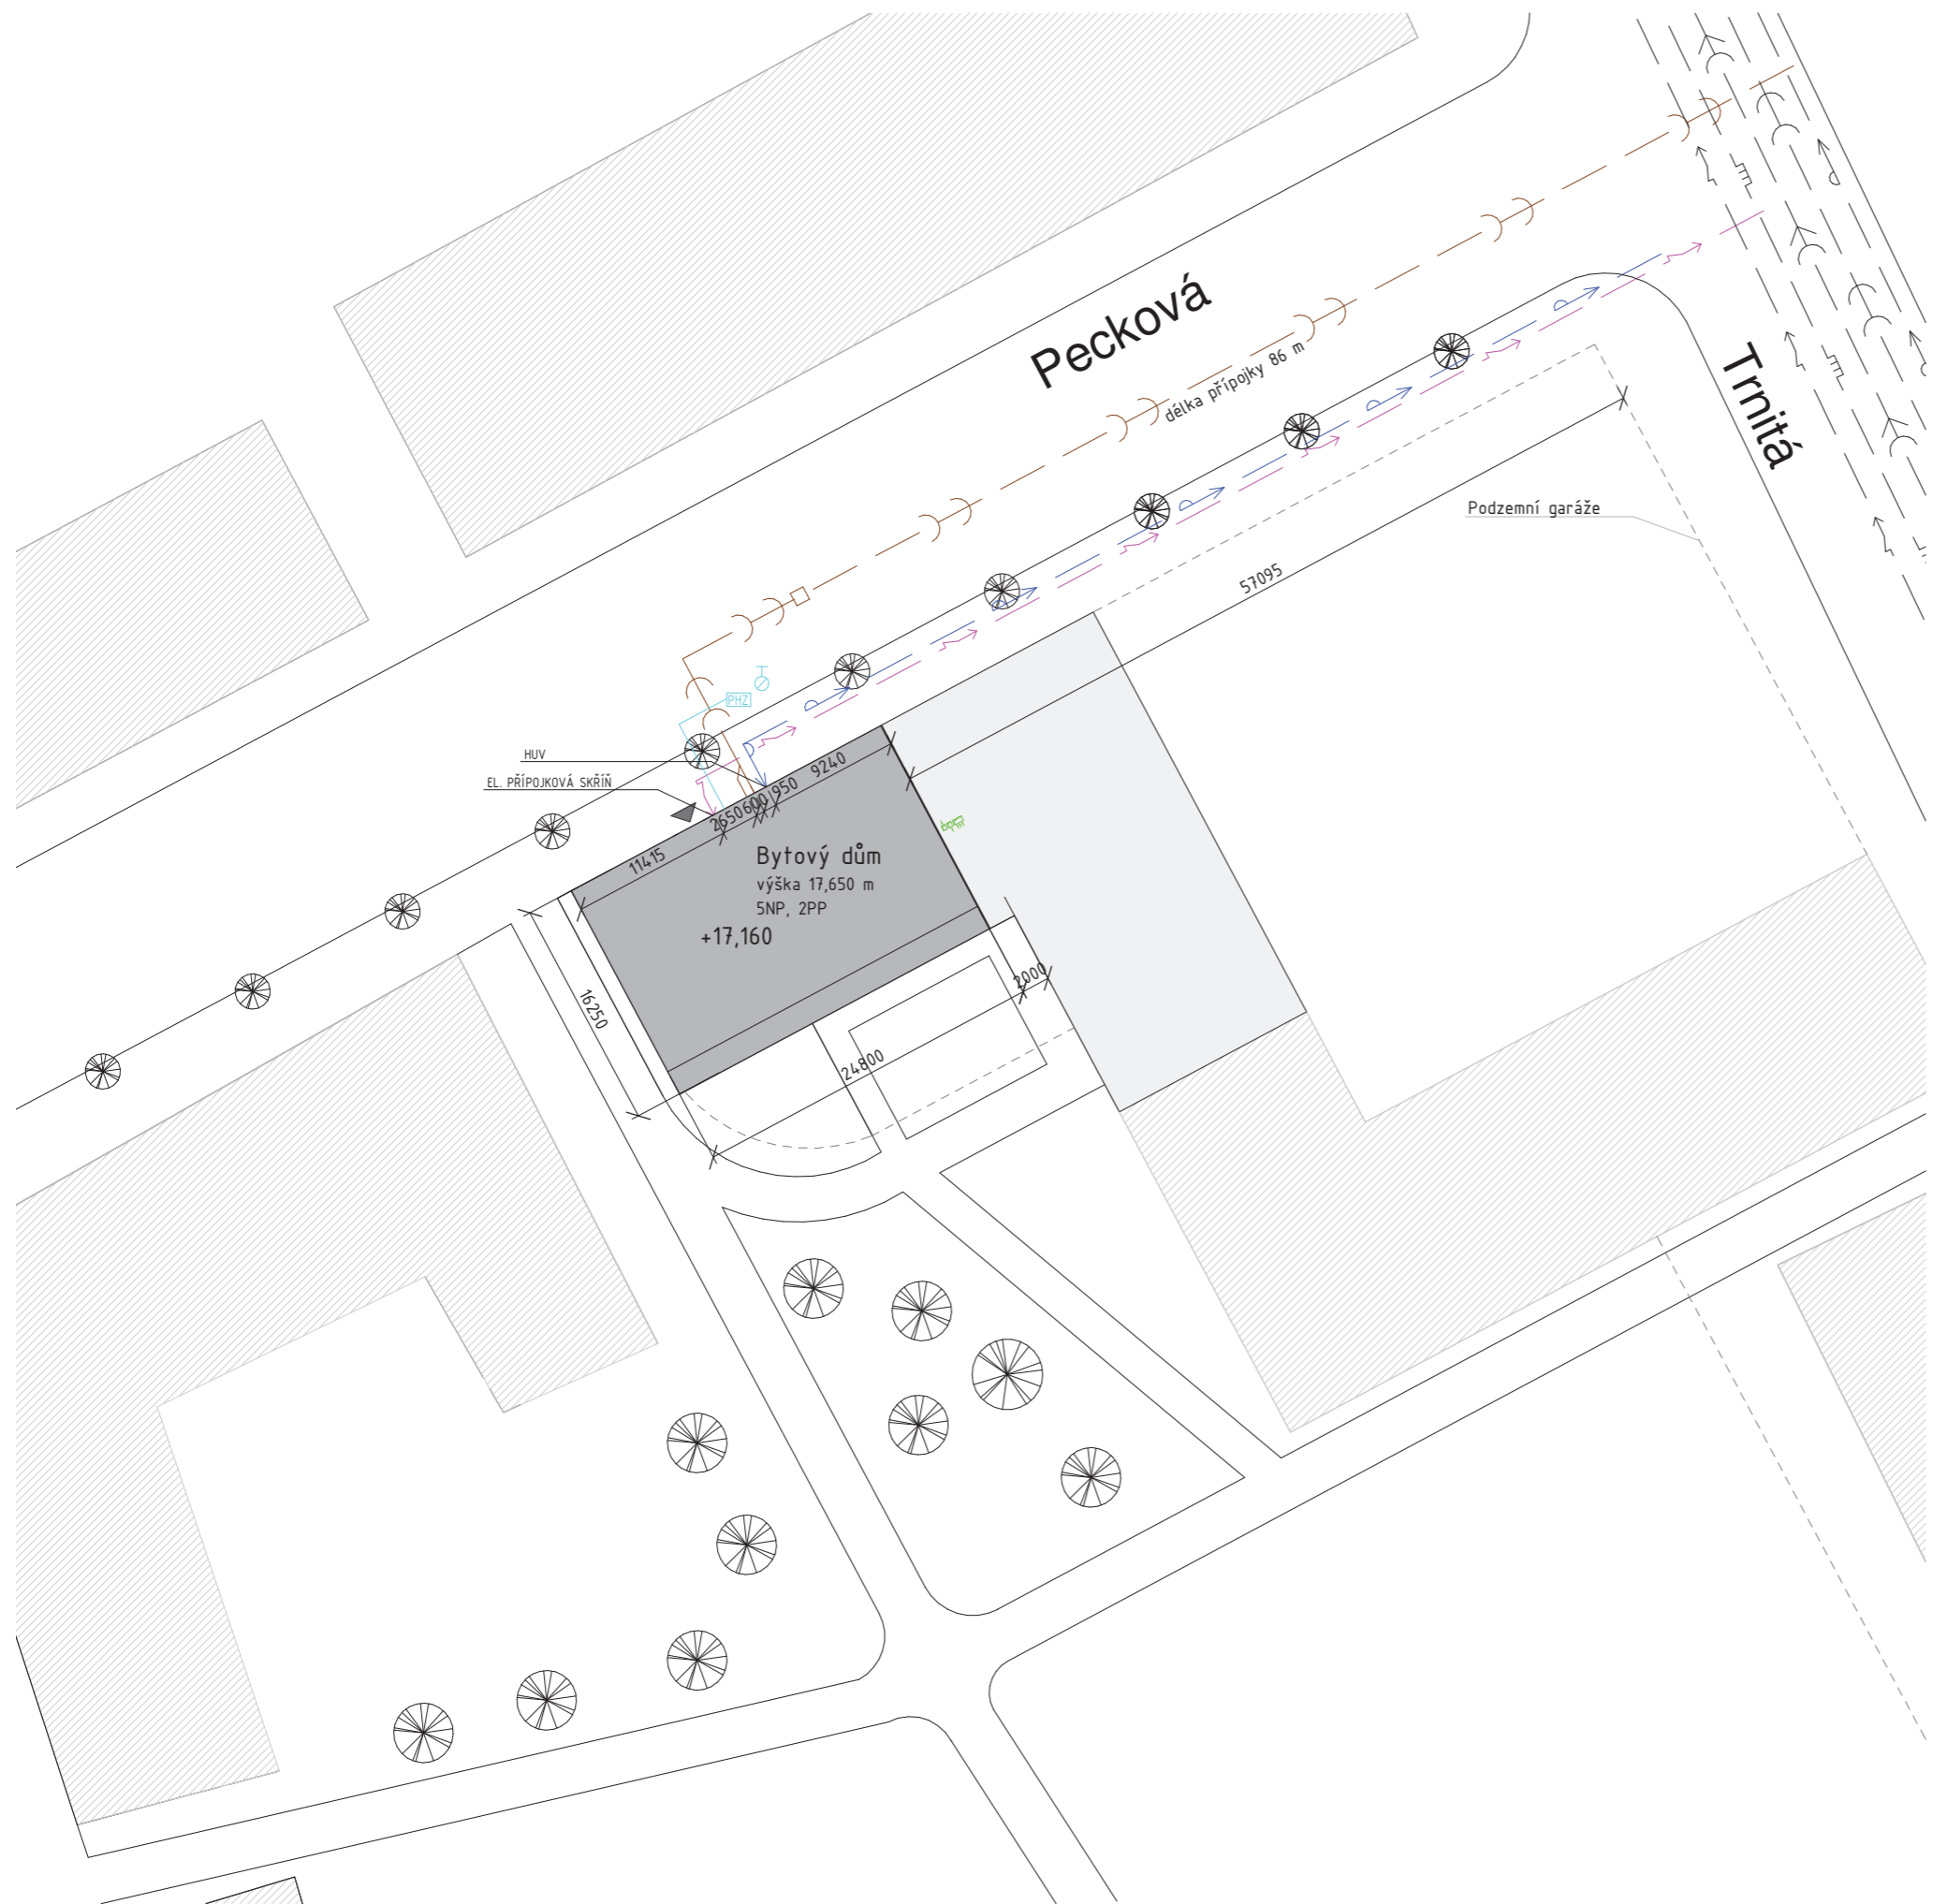 Pecková
Trnitá
délka přípojky 86 m
Podzemní garáže
57095
PHZ
HUV
EL. PŘÍPOJKOVÁ SKŘÍŇ
9240
950
600
2650
11415
Bytový dům
výška 17,650 m
5NP, 2PP
+17,160
16250
2000
24800